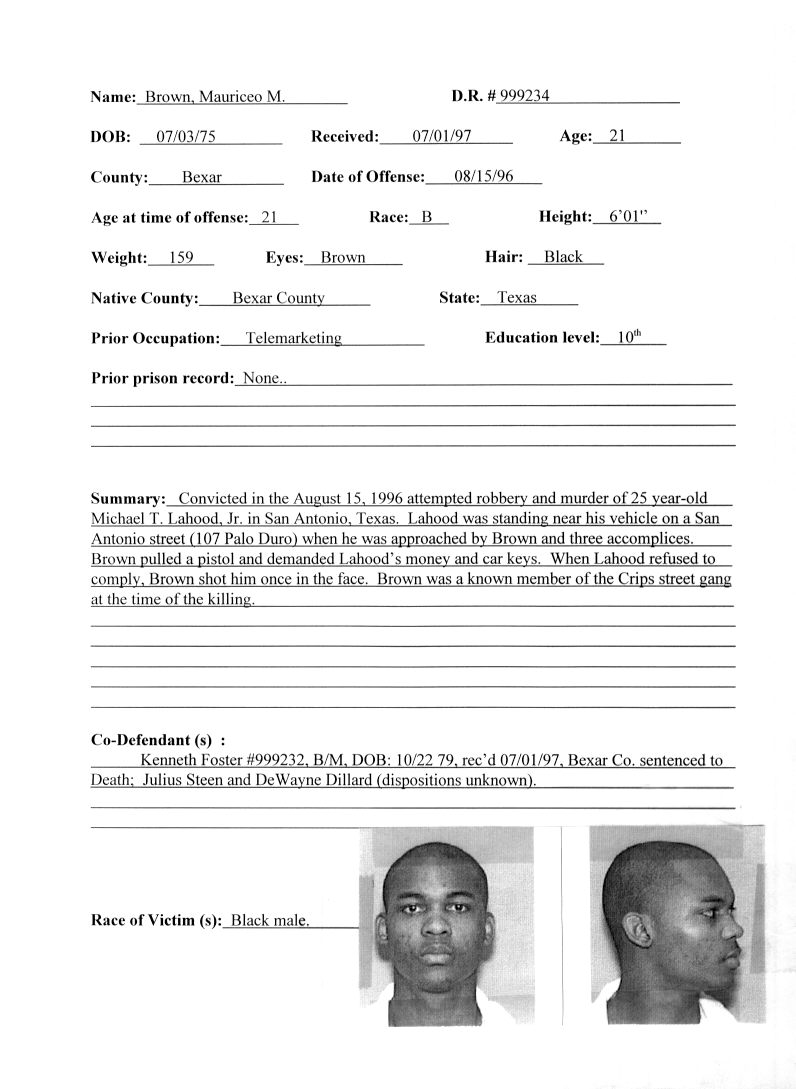 Name: Brown, Mauriceo M. D.R. # 999234
DOB: 07/03/75 Received: 07/01/97 Age: 21
County: Bexar Date of Offense: 08/15/96
Age at time of offense: 21 Race: B Height: 6'01"
Weight: 159 Eyes: Brown Hair: Black
Native County: Bexar County State: Texas
Prior Occupation: Telemarketing Education level: 10th
Prior prison record: None..
Summary: Convicted in the August 15, 1996 attempted robbery and murder of 25 year-old
Michael T. Lahood, Jr. in San Antonio, Texas. Lahood was standing near his vehicle on a San
Antonio street (107 Palo Duro) when he was approached by Brown and three accomplices.
Brown pulled a pistol and demanded Lahood's money and car keys. When Lahood refused to
comply, Brown shot him once in the face. Brown was a known member of the Crips street gang
at the time of the killing.
Co-Defendant (s) :
Kenneth Foster #999232, B/M, DOB: 10/22 79, rec'd 07/01/97, Bexar Co. sentenced to
Death; Julius Steen and DeWayne Dillard (dispositions unknown).
Race of Victim (s): Black male.